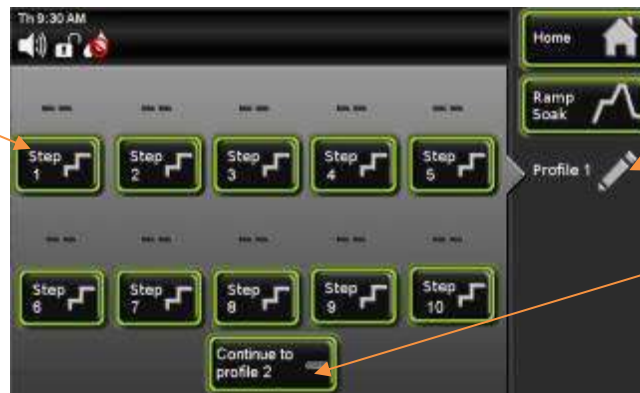 Th 9:30 AM
Home
Ramp
Soak
Profile 1
-- --
-- --
-- --
-- --
-- --
Step
1
Step
2
Step
3
Step
4
Step
5
-- --
-- --
-- --
-- --
-- --
Step
6
Step
7
Step
8
Step
9
Step
10
Continue to
profile 2